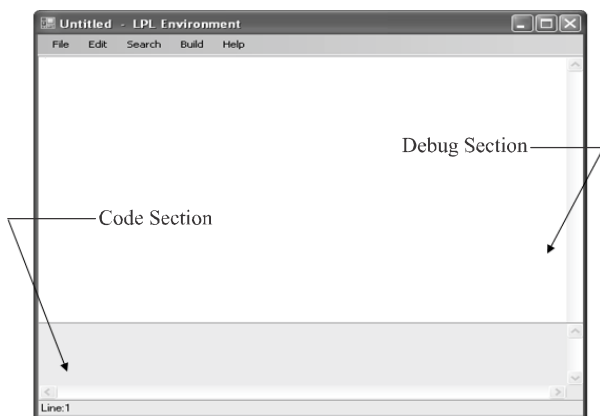 Untitled - LPL Environment
File Edit Search Build Help
Debug Section
Code Section
Line:1